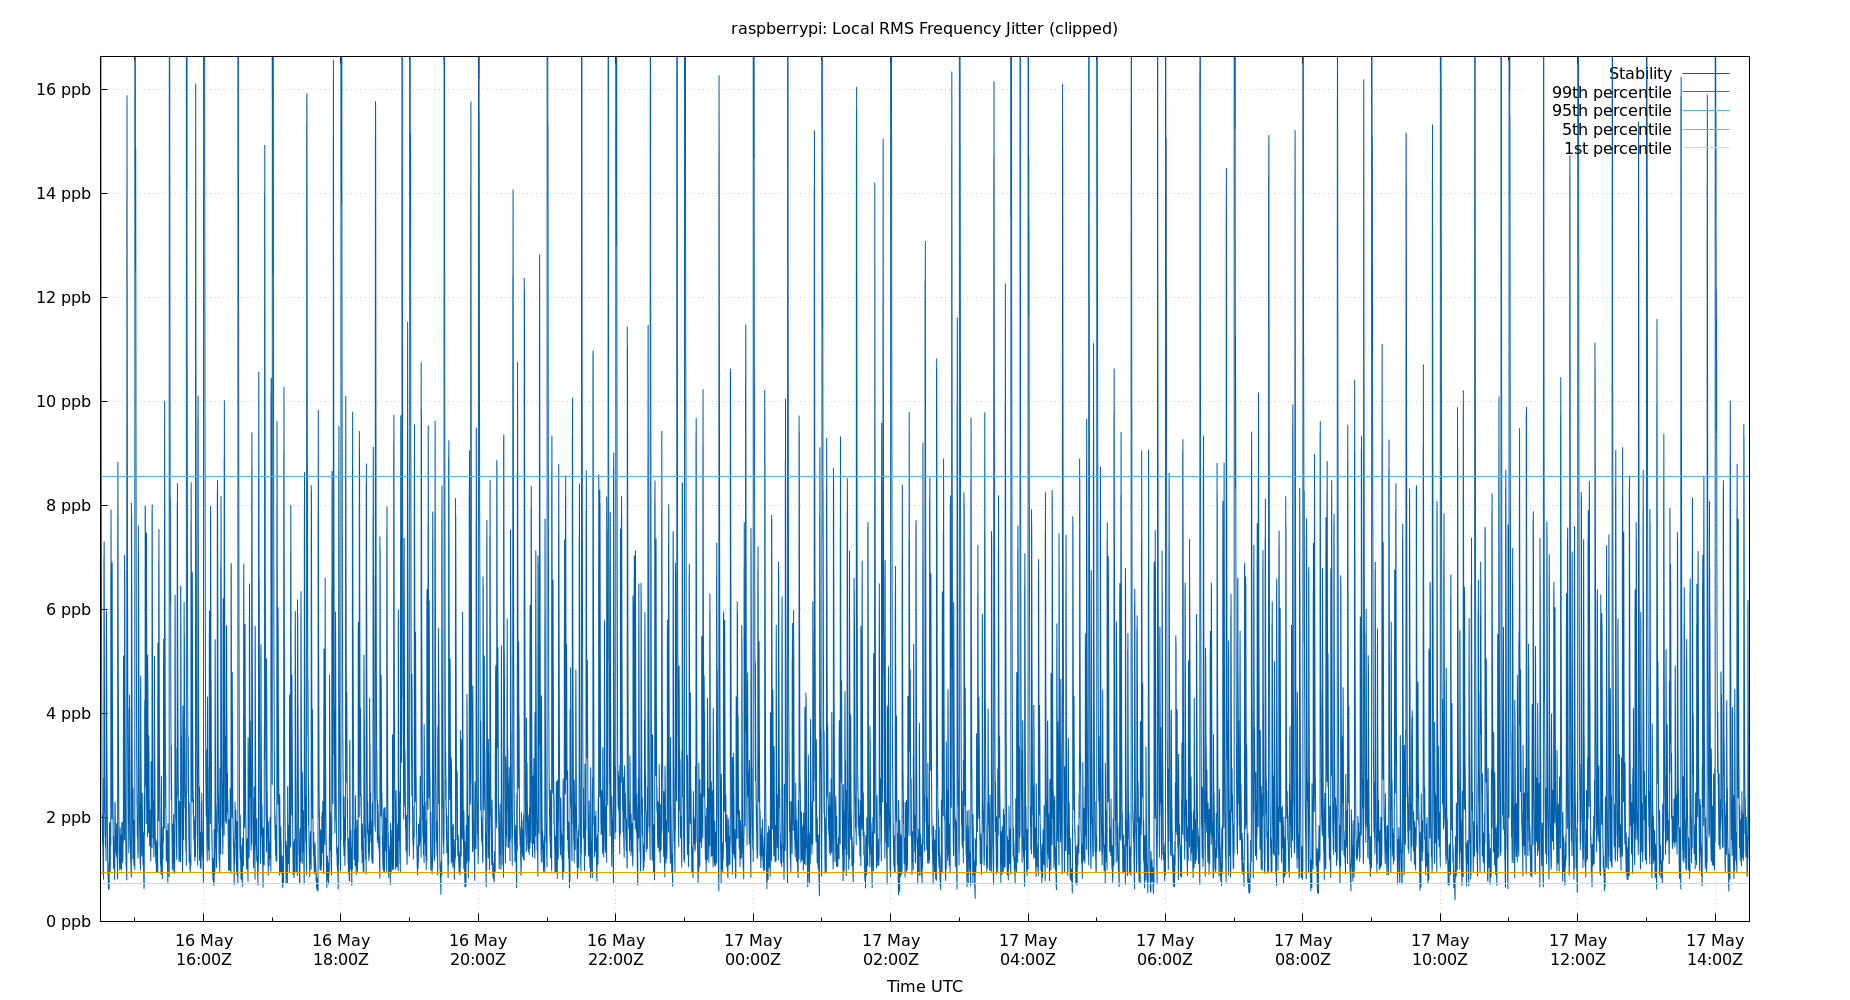 raspberrypi: Local RMS Frequency Jitter (clipped)
16 ppb
14 ppb
12 ppb
10 ppb
8 ppb
6 ppb
4 ppb
2 ppb
0 ppb
Stability
99th percentile
95th percentile
5th percentile
1st percentile
16 May 16 May 16 May 16 May 17 May 17 May 17 May 17 May 17 May 17 May 17 May 17 May
16:00Z 18:00Z 20:00Z 22:00Z 00:00Z 02:00Z 04:00Z 06:00Z 08:00Z 10:00Z 12:00Z 14:00Z
Time UTC